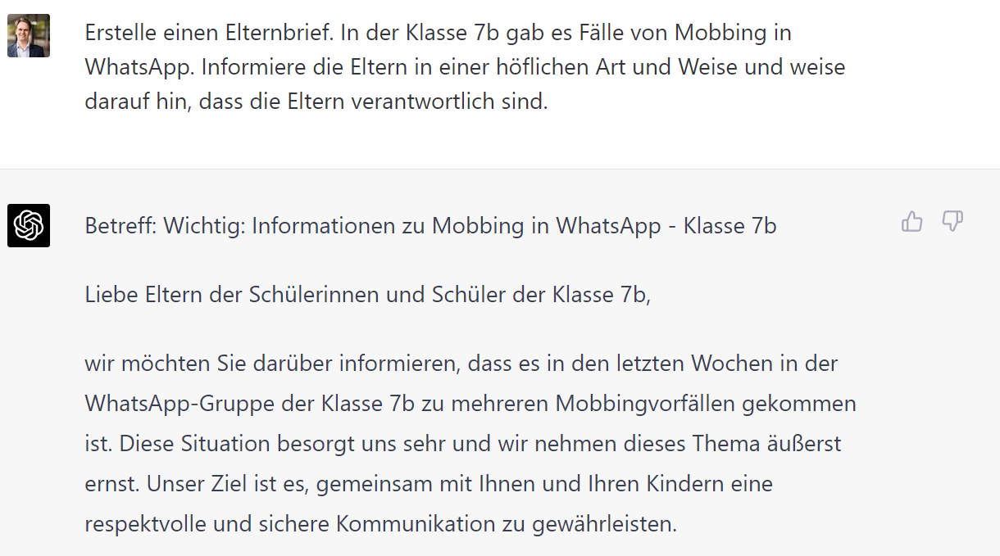 Erstelle einen Elternbrief. In der Klasse 7b gab es Fälle von Mobbing in
WhatsApp. Informiere die Eltern in einer höflichen Art und Weise und weise
darauf hin, dass die Eltern verantwortlich sind.
Betreff: Wichtig: Informationen zu Mobbing in WhatsApp - Klasse 7b
Liebe Eltern der Schülerinnen und Schüler der Klasse 7b,
wir möchten Sie darüber informieren, dass es in den letzten Wochen in der
WhatsApp-Gruppe der Klasse 7b zu mehreren Mobbingvorfällen gekommen
ist. Diese Situation besorgt uns sehr und wir nehmen dieses Thema äußerst
ernst. Unser Ziel ist es, gemeinsam mit Ihnen und Ihren Kindern eine
respektvolle und sichere Kommunikation zu gewährleisten.